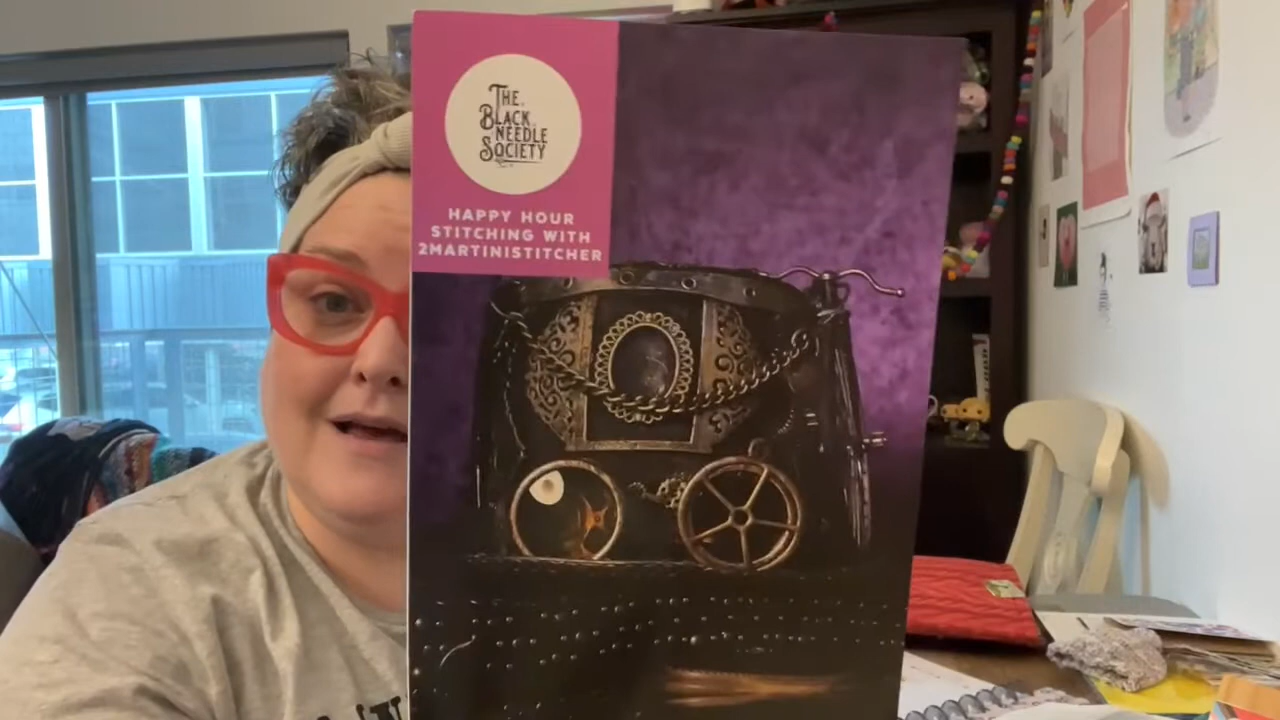 THE
BLACK
NEEDLE
SOCIETY
HAPPY HOUR
STITCHING WITH
2MARTINISTITCHER